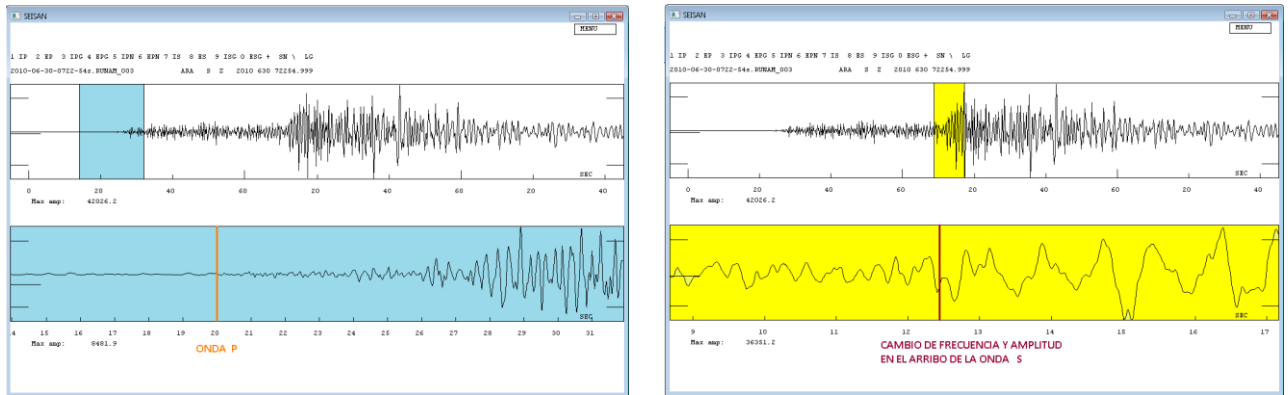 SEISAN
MENU
1 IP 2 EP 3 IPG 4 EPG 5 IPN 6 EPN 7 IS 8 ES 9 ISG 0 ESG + SN \ LG
2010-06-30-0722-54s.RUNAM_003 ABA S Z 2010 630 72254.999
SEC
0 20 40 60 20 40 60 20 40
Max amp: 42026.2
SEC
.4 15 16 17 18 19 20 21 22 23 24 25 26 27 28 29 30 31
Max amp: 8481.9
ONDA P
SEISAN
MENU
1 IP 2 EP 3 IPG 4 EPG 5 IPN 6 EPN 7 IS 8 ES 9 ISG 0 ESG + SN \ LG
2010-06-30-0722-54s.RUNAM_003 ABA S Z 2010 630 72254.999
SEC
0 20 40 60 20 40 60 20 40
Max amp: 42026.2
SEC
9 10 11 12 13 14 15 16 17
Max amp: 36351.2
CAMBIO DE FRECUENCIA Y AMPLITUD
EN EL ARRIBO DE LA ONDA S